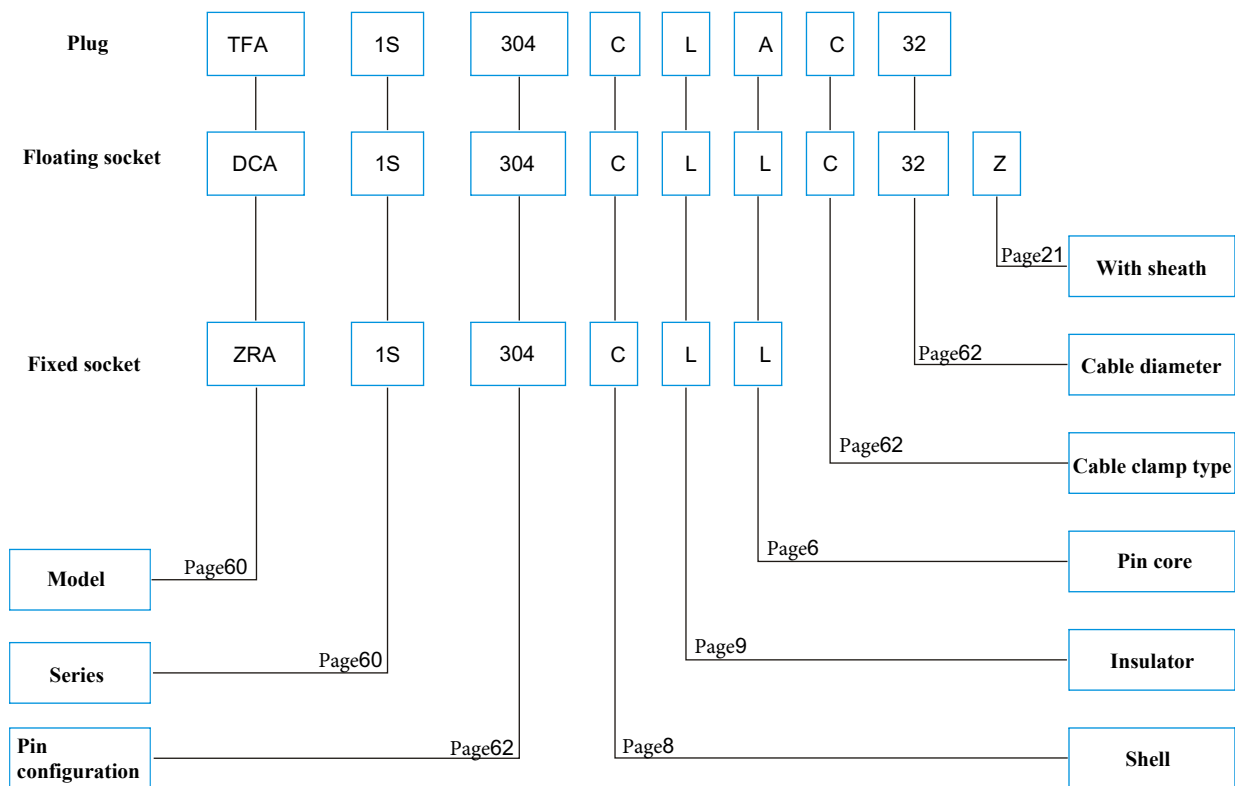 Plug TFA 1S 304 C L A C 32
Floating socket DCA 1S 304 C L L C 32 Z
Page21 With sheath
Fixed socket ZRA 1S 304 C L L
Page62 Cable diameter
Page62 Cable clamp type
Model Page60
Page6 Pin core
Series Page60
Page9 Insulator
Pin
configuration Page62
Page8 Shell